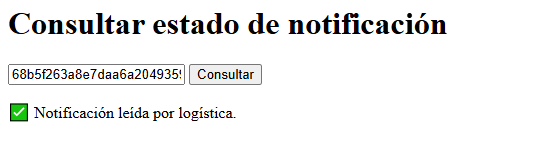 Consultar estado de notificación
68b5f263a8e7daa6a204935 Consultar
✅ Notificación leída por logística.